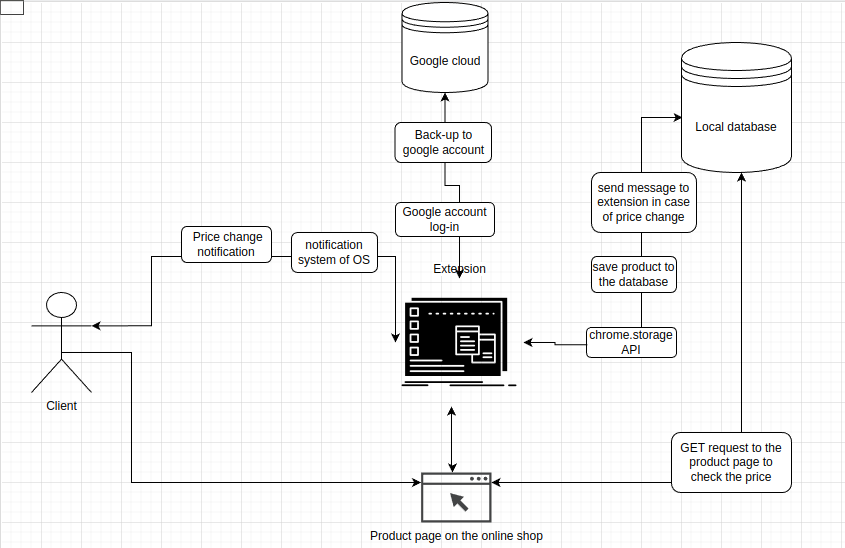 Google cloud
Back-up to
google account
Local database
send message to
extension in case
of price change
Google account
log-in
Price change
notification
notification
system of OS
Extension
save product to
the database
chrome.storage
API
Client
GET request to the
product page to
check the price
Product page on the online shop